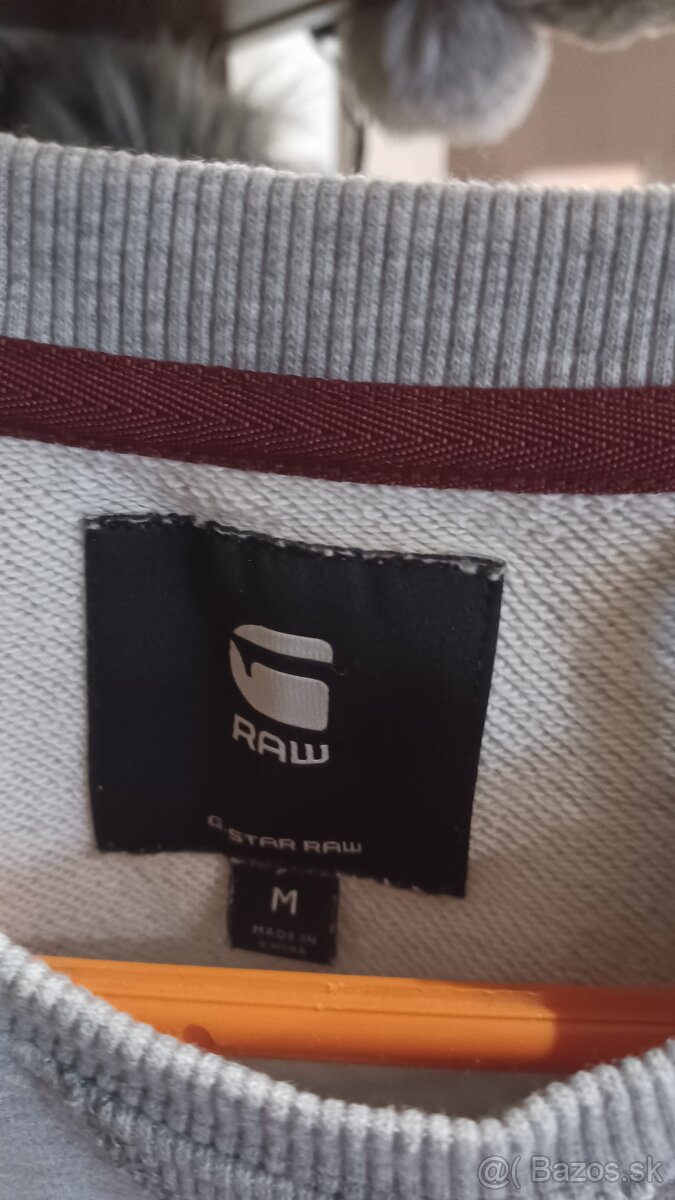 RAW
G-STAR RAW
M
MADE IN
CHINA
@( Bazos.sk